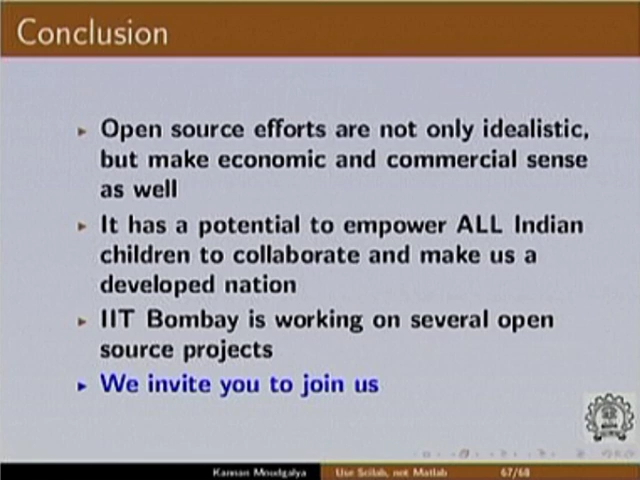 Conclusion
Open source efforts are not only idealistic,
but make economic and commercial sense
as well
It has a potential to empower ALL Indian
children to collaborate and make us a
developed nation
IIT Bombay is working on several open
source projects
We invite you to join us
Kannan Moudgalya Use Scilab, not Matlab 67/68